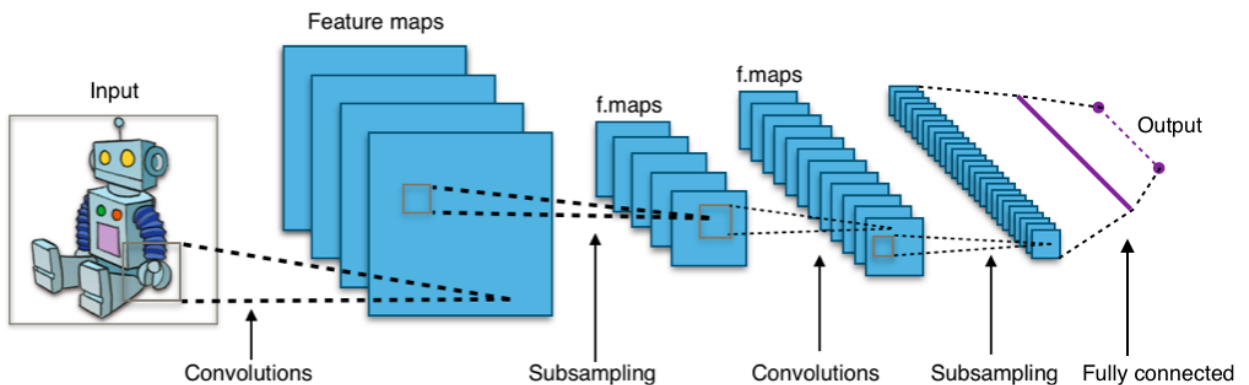 Feature maps
Input
f.maps
f.maps
Output
Convolutions
Subsampling
Convolutions
Subsampling
Fully connected